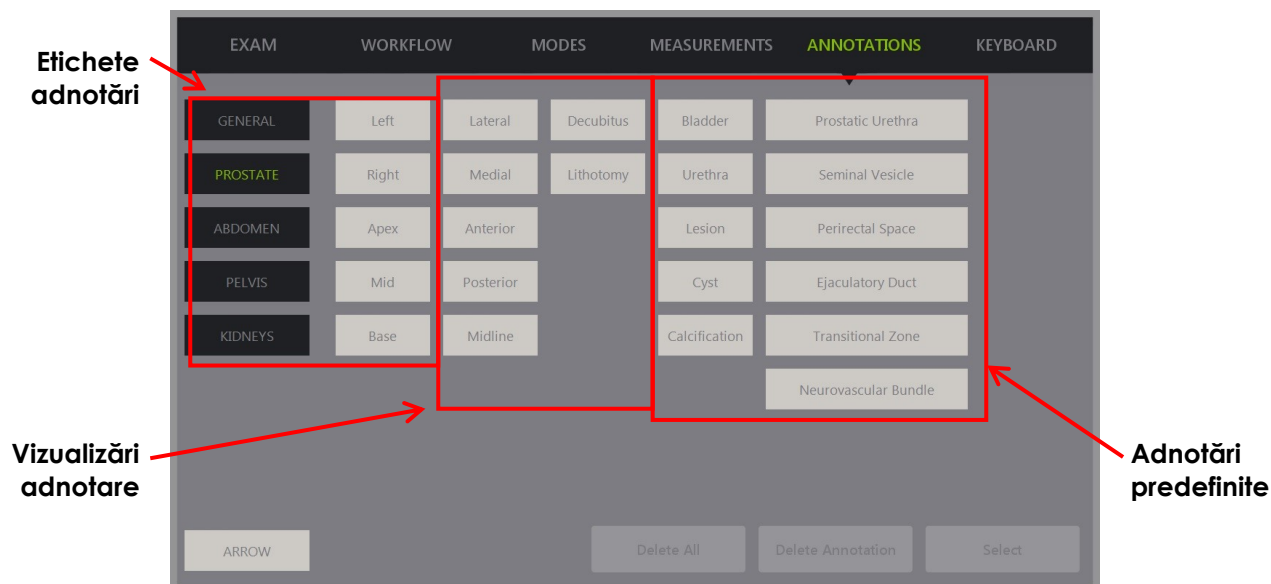 Etichete
adnotări
EXAM WORKFLOW MODES MEASUREMENTS ANNOTATIONS KEYBOARD
GENERAL Left Lateral Decubitus Bladder Prostatic Urethra
PROSTATE Right Medial Lithotomy Urethra Seminal Vesicle
ABDOMEN Apex Anterior Lesion Perirectal Space
PELVIS Mid Posterior Cyst Ejaculatory Duct
KIDNEYS Base Midline Calcification Transitional Zone
Neurovascular Bundle
Vizualizări
adnotare
Adnotări
predefinite
ARROW Delete All Delete Annotation Select